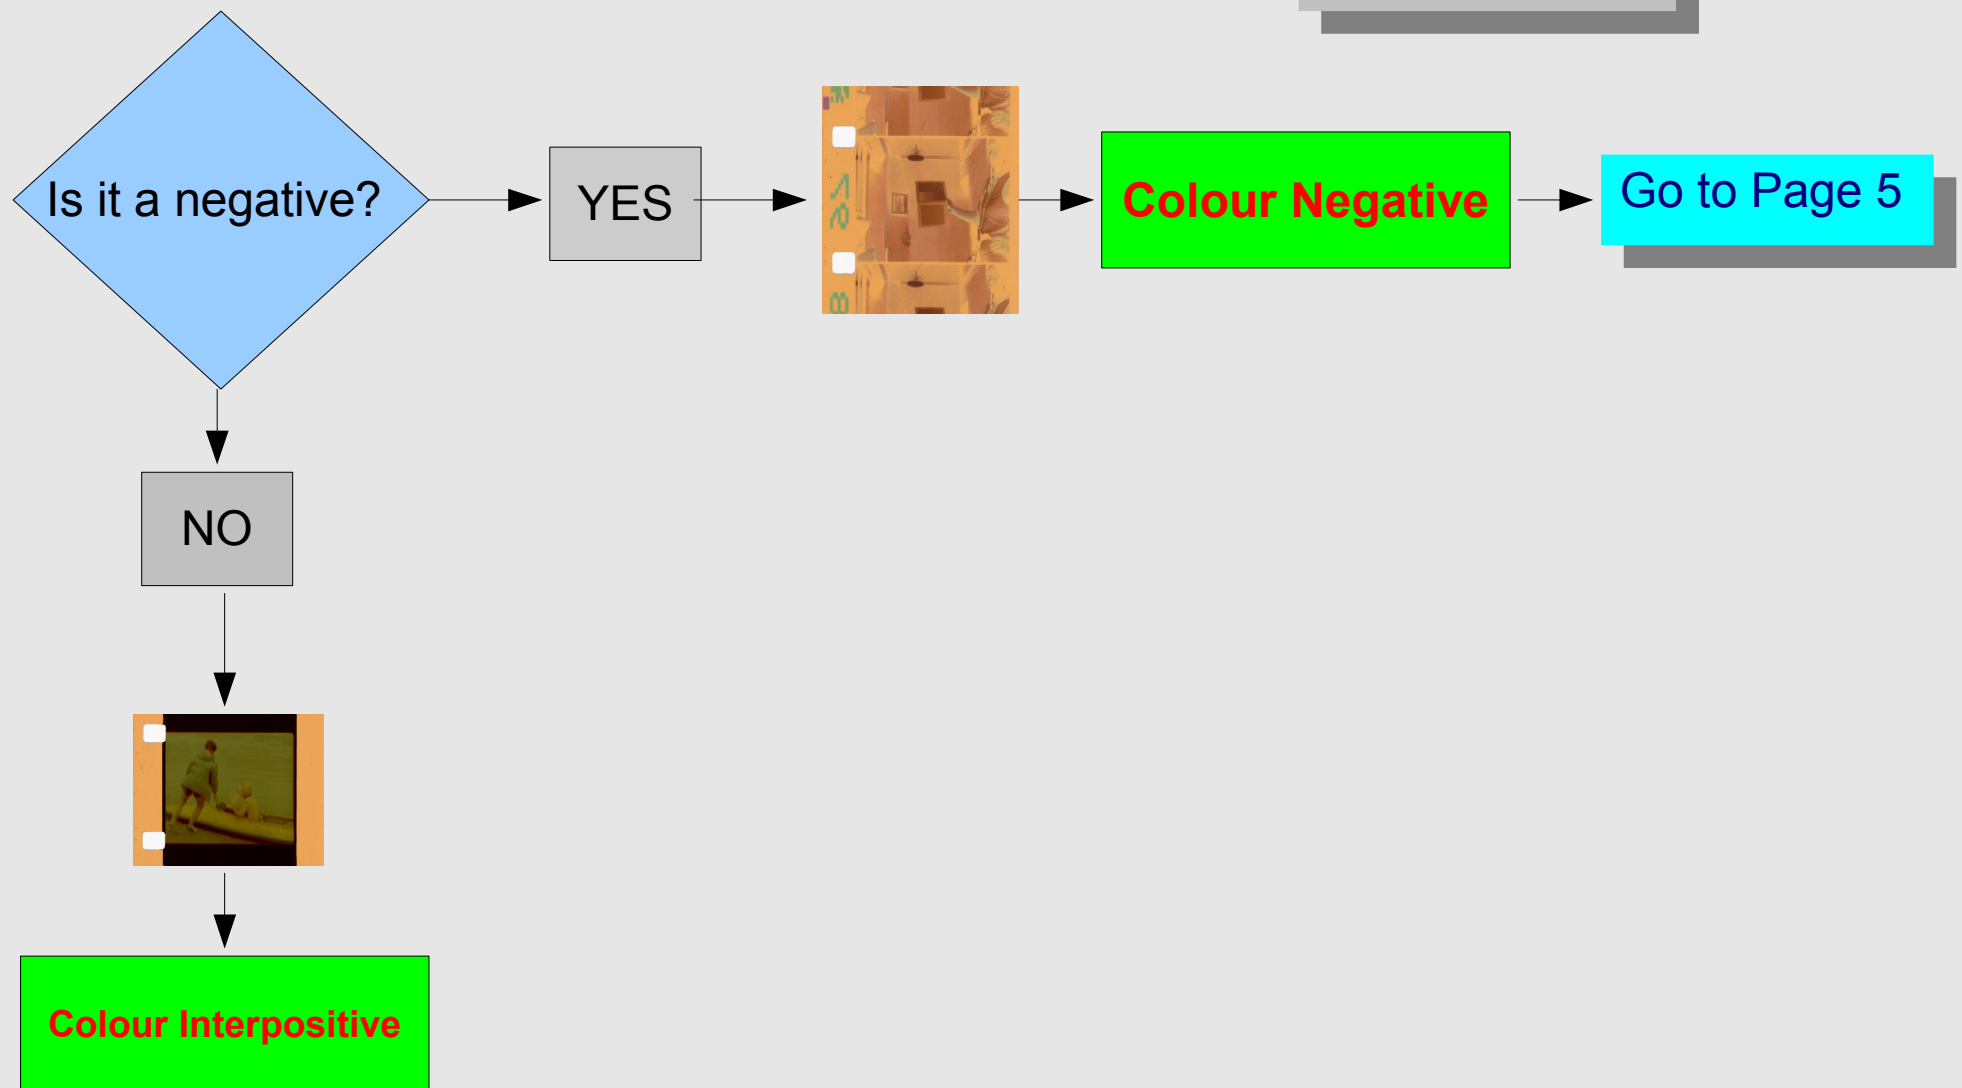 Is it a negative?
YES
Colour Negative
Go to Page 5
NO
Colour Interpositive